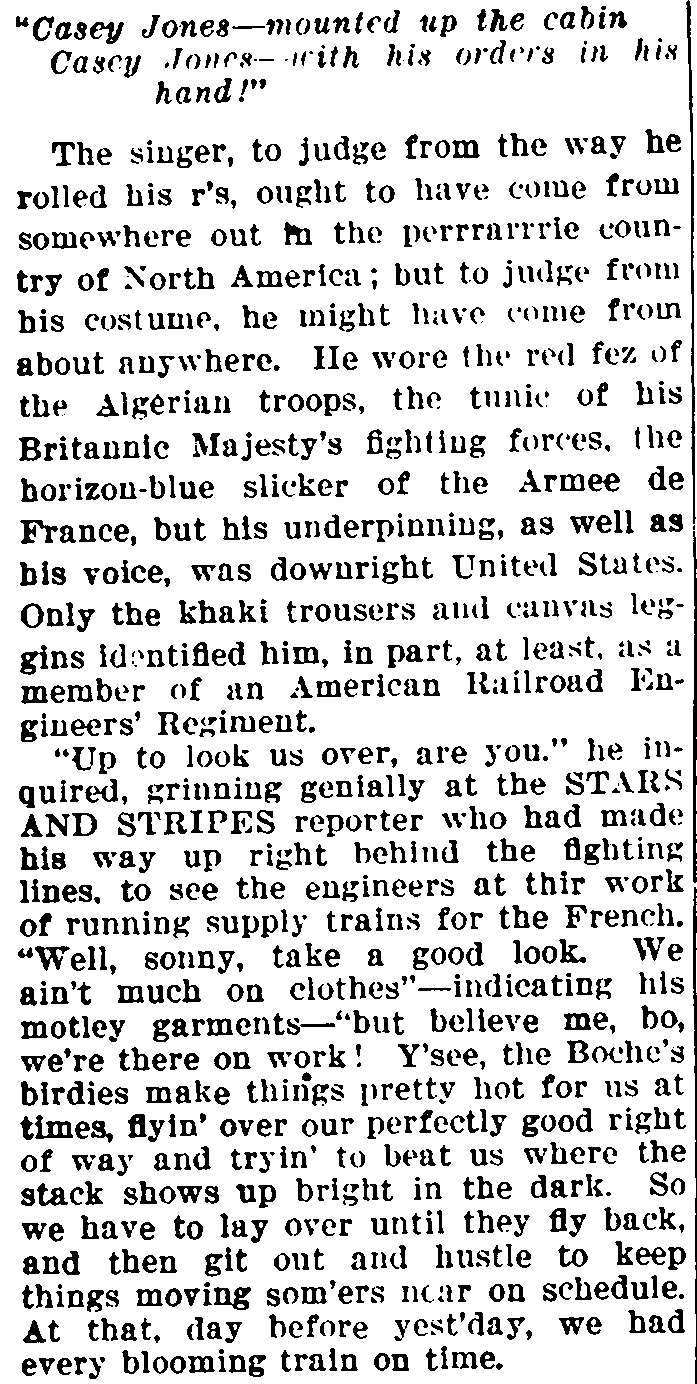 "Casey Jones—mounted up the cabin
Casey Jones—with his orders in his
hand!"
The singer, to judge from the way he
rolled his r's, ought to have come from
somewhere out in the perrrarrrie coun-
try of North America; but to judge from
his costume, he might have come from
about anywhere. He wore the red fez of
the Algerian troops, the tunic of his
Britannic Majesty's fighting forces, the
horizon-blue slicker of the Armee de
France, but his underpinning, as well as
his voice, was downright United States.
Only the khaki trousers and canvas leg-
gins identified him, in part, at least, as a
member of an American Railroad En-
gineers' Regiment.
"Up to look us over, are you." he in-
quired, grinning genially at the STARS
AND STRIPES reporter who had made
his way up right behind the fighting
lines, to see the engineers at thir work
of running supply trains for the French.
"Well, sonny, take a good look. We
ain't much on clothes"—indicating his
motley garments—"but believe me, bo,
we're there on work! Y'see, the Boche's
birdies make things pretty hot for us at
times, flyin' over our perfectly good right
of way and tryin' to beat us where the
stack shows up bright in the dark. So
we have to lay over until they fly back,
and then git out and hustle to keep
things moving som'ers near on schedule.
At that, day before yest'day, we had
every blooming train on time.